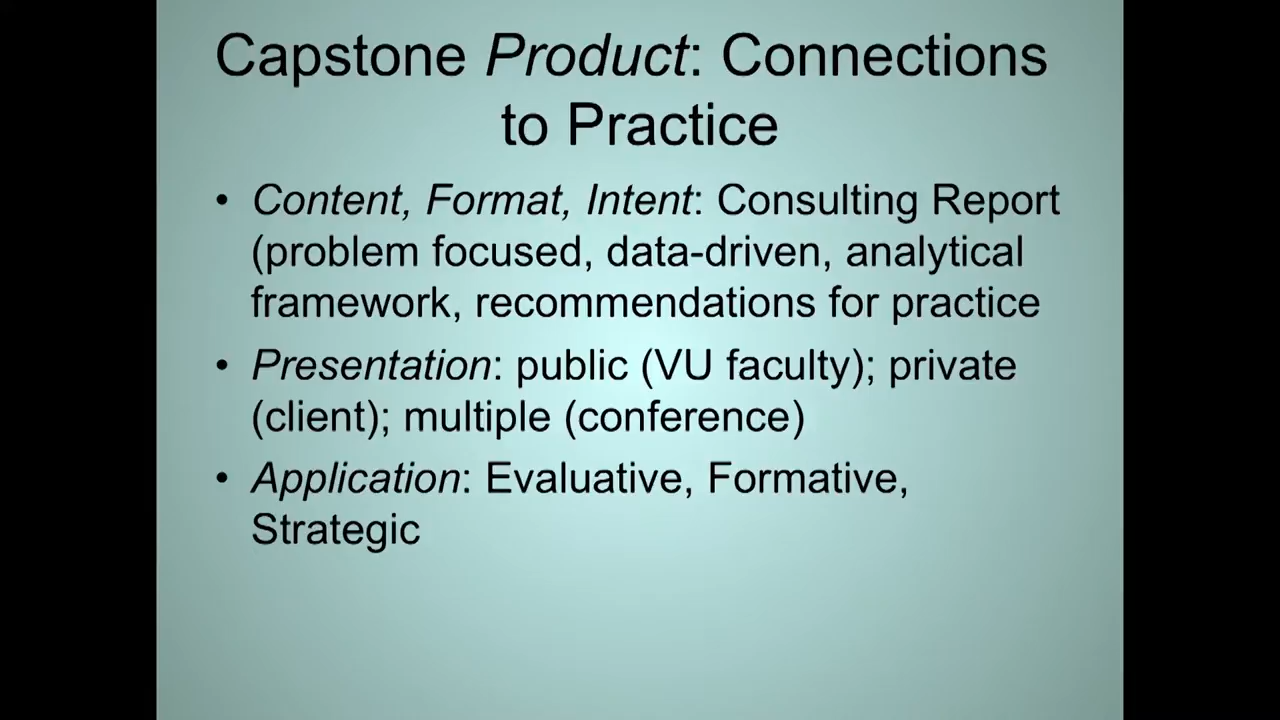 Capstone Product: Connections
to Practice
• Content, Format, Intent: Consulting Report
(problem focused, data-driven, analytical
framework, recommendations for practice
• Presentation: public (VU faculty); private
(client); multiple (conference)
• Application: Evaluative, Formative,
Strategic